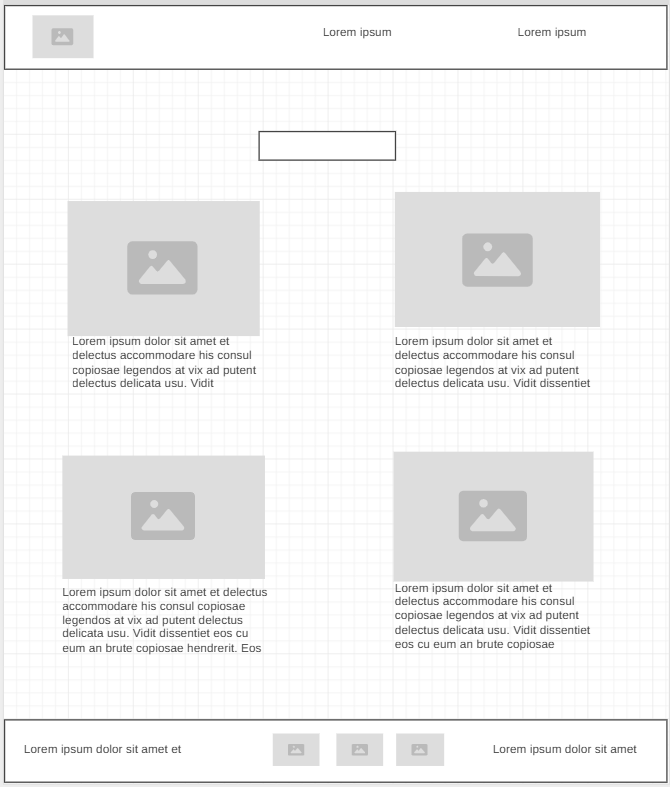 Lorem ipsum
Lorem ipsum
Lorem ipsum dolor sit amet et
delectus accommodare his consul
copiosae legendos at vix ad putent
delectus delicata usu. Vidit
Lorem ipsum dolor sit amet et
delectus accommodare his consul
copiosae legendos at vix ad putent
delectus delicata usu. Vidit dissentiet
Lorem ipsum dolor sit amet et delectus
accommodare his consul copiosae
legendos at vix ad putent delectus
delicata usu. Vidit dissentiet eos cu
eum an brute copiosae hendrerit. Eos
Lorem ipsum dolor sit amet et
delectus accommodare his consul
copiosae legendos at vix ad putent
delectus delicata usu. Vidit dissentiet
eos cu eum an brute copiosae
Lorem ipsum dolor sit amet et
Lorem ipsum dolor sit amet